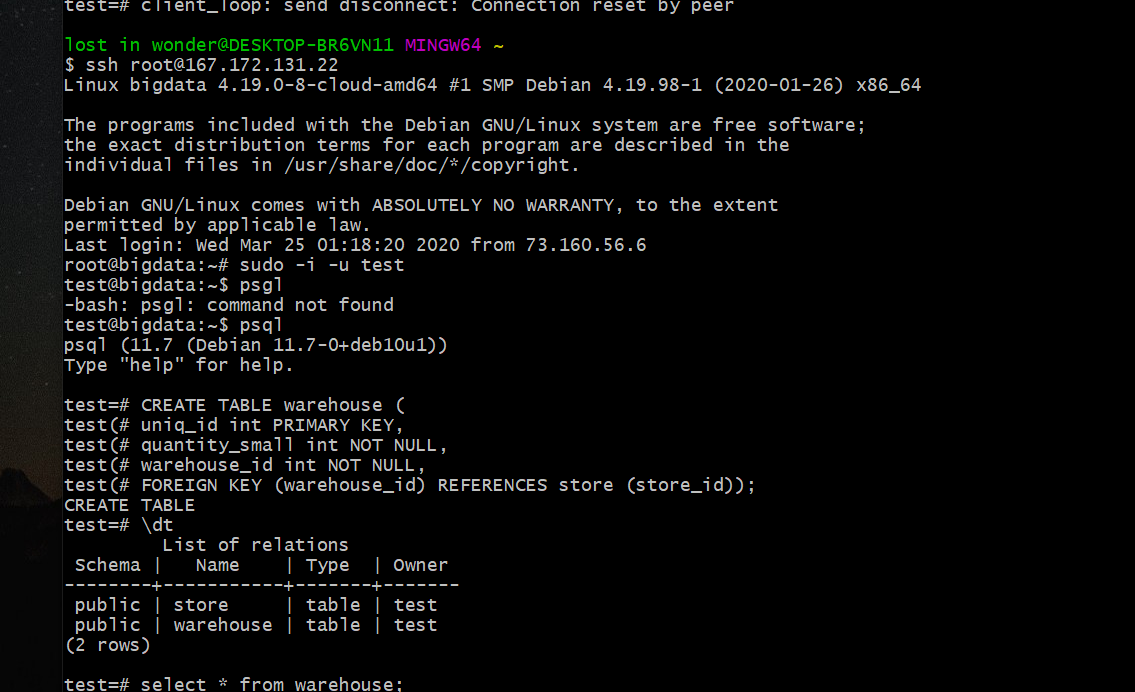 test=# client_loop: send disconnect: Connection reset by peer
lost in wonder@DESKTOP-BR6VN11 MINGW64 ~
$ ssh root@167.172.131.22
Linux bigdata 4.19.0-8-cloud-amd64 #1 SMP Debian 4.19.98-1 (2020-01-26) x86_64
The programs included with the Debian GNU/Linux system are free software;
the exact distribution terms for each program are described in the
individual files in /usr/share/doc/*/copyright.
Debian GNU/Linux comes with ABSOLUTELY NO WARRANTY, to the extent
permitted by applicable law.
Last login: Wed Mar 25 01:18:20 2020 from 73.160.56.6
root@bigdata:~# sudo -i -u test
test@bigdata:~$ psgl
-bash: psgl: command not found
test@bigdata:~$ psql
psql (11.7 (Debian 11.7-0+deb10u1))
Type "help" for help.
test=# CREATE TABLE warehouse (
test(# uniq_id int PRIMARY KEY,
test(# quantity_small int NOT NULL,
test(# warehouse_id int NOT NULL,
test(# FOREIGN KEY (warehouse_id) REFERENCES store (store_id));
CREATE TABLE
test=# \dt
         List of relations
 Schema |   Name    | Type  | Owner
--------+-----------+-------+-------
 public | store     | table | test
 public | warehouse | table | test
(2 rows)
test=# select * from warehouse;